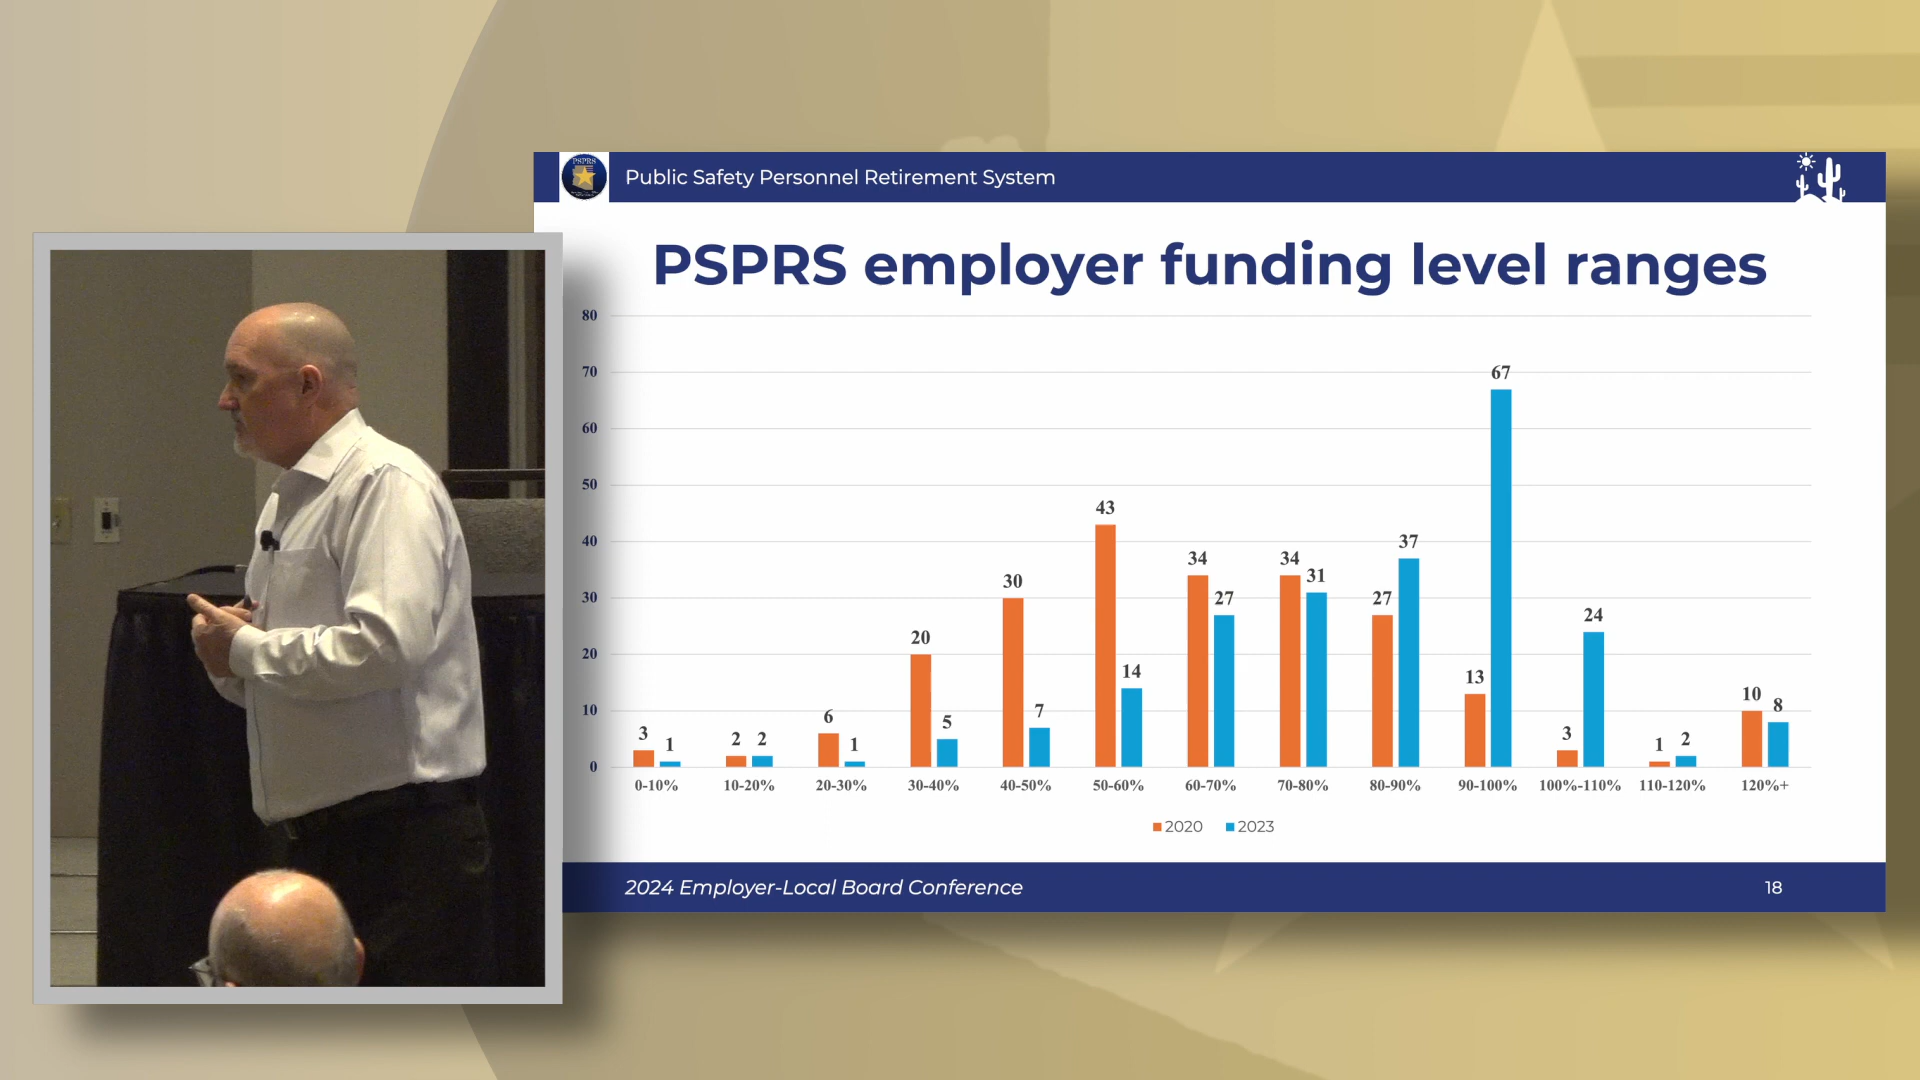 PSPRS
Public Safety Personnel Retirement System
PSPRS employer funding level ranges
80
70
60
50
40
30
20
10
0
3 1 2 2 6 1 20 5 30 7 43 14 34 27 34 31 27 37 13 67 3 24 1 2 10 8
0-10% 10-20% 20-30% 30-40% 40-50% 50-60% 60-70% 70-80% 80-90% 90-100% 100%-110% 110-120% 120%+
2020 2023
2024 Employer-Local Board Conference 18